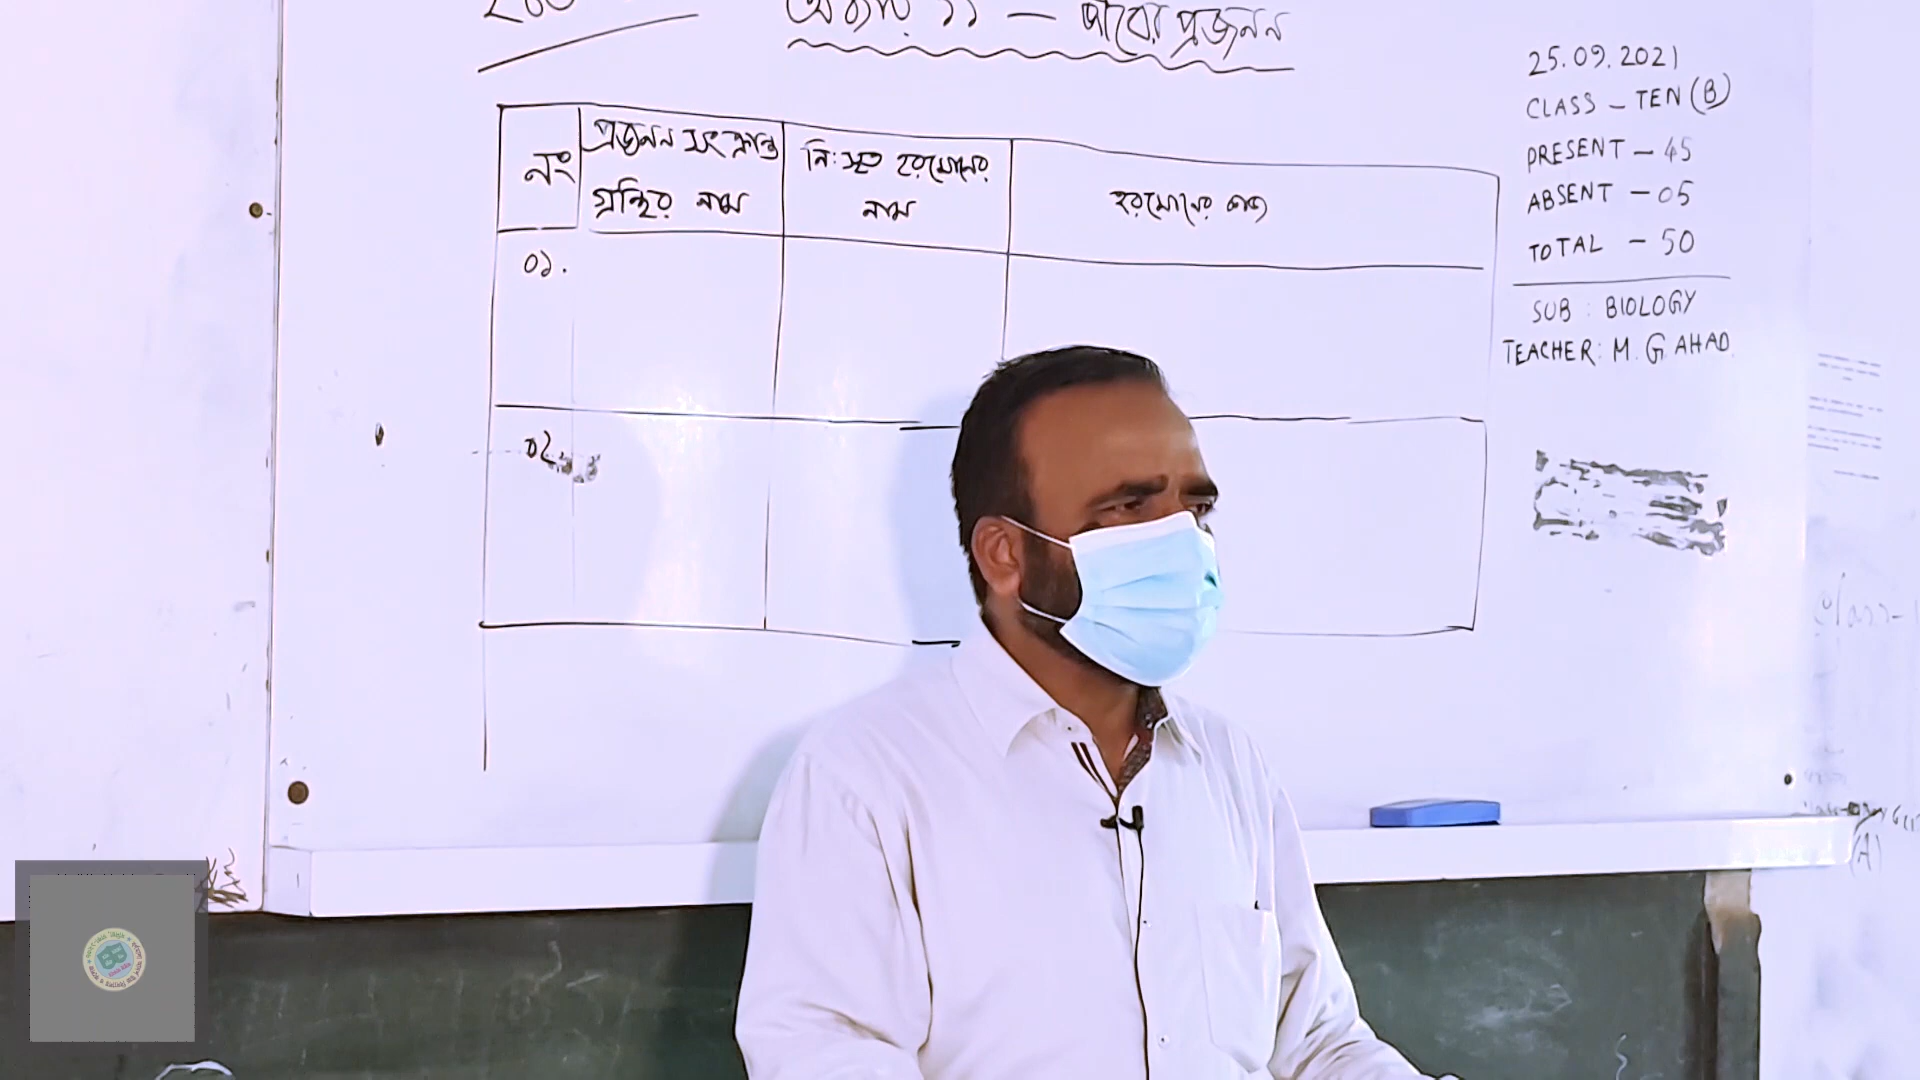 অধ্যায় ১১ — জীবের প্রজনন
নং
প্রজনন সংক্রান্ত
গ্রন্থির নাম
নিঃসৃত হরমোনের
নাম
হরমোনের কাজ
০১.
০২.
25.09.2021
CLASS - TEN (B)
PRESENT - 45
ABSENT - 05
TOTAL - 50
SUB : BIOLOGY
TEACHER: M. G. AHAD.
Class-
(A)